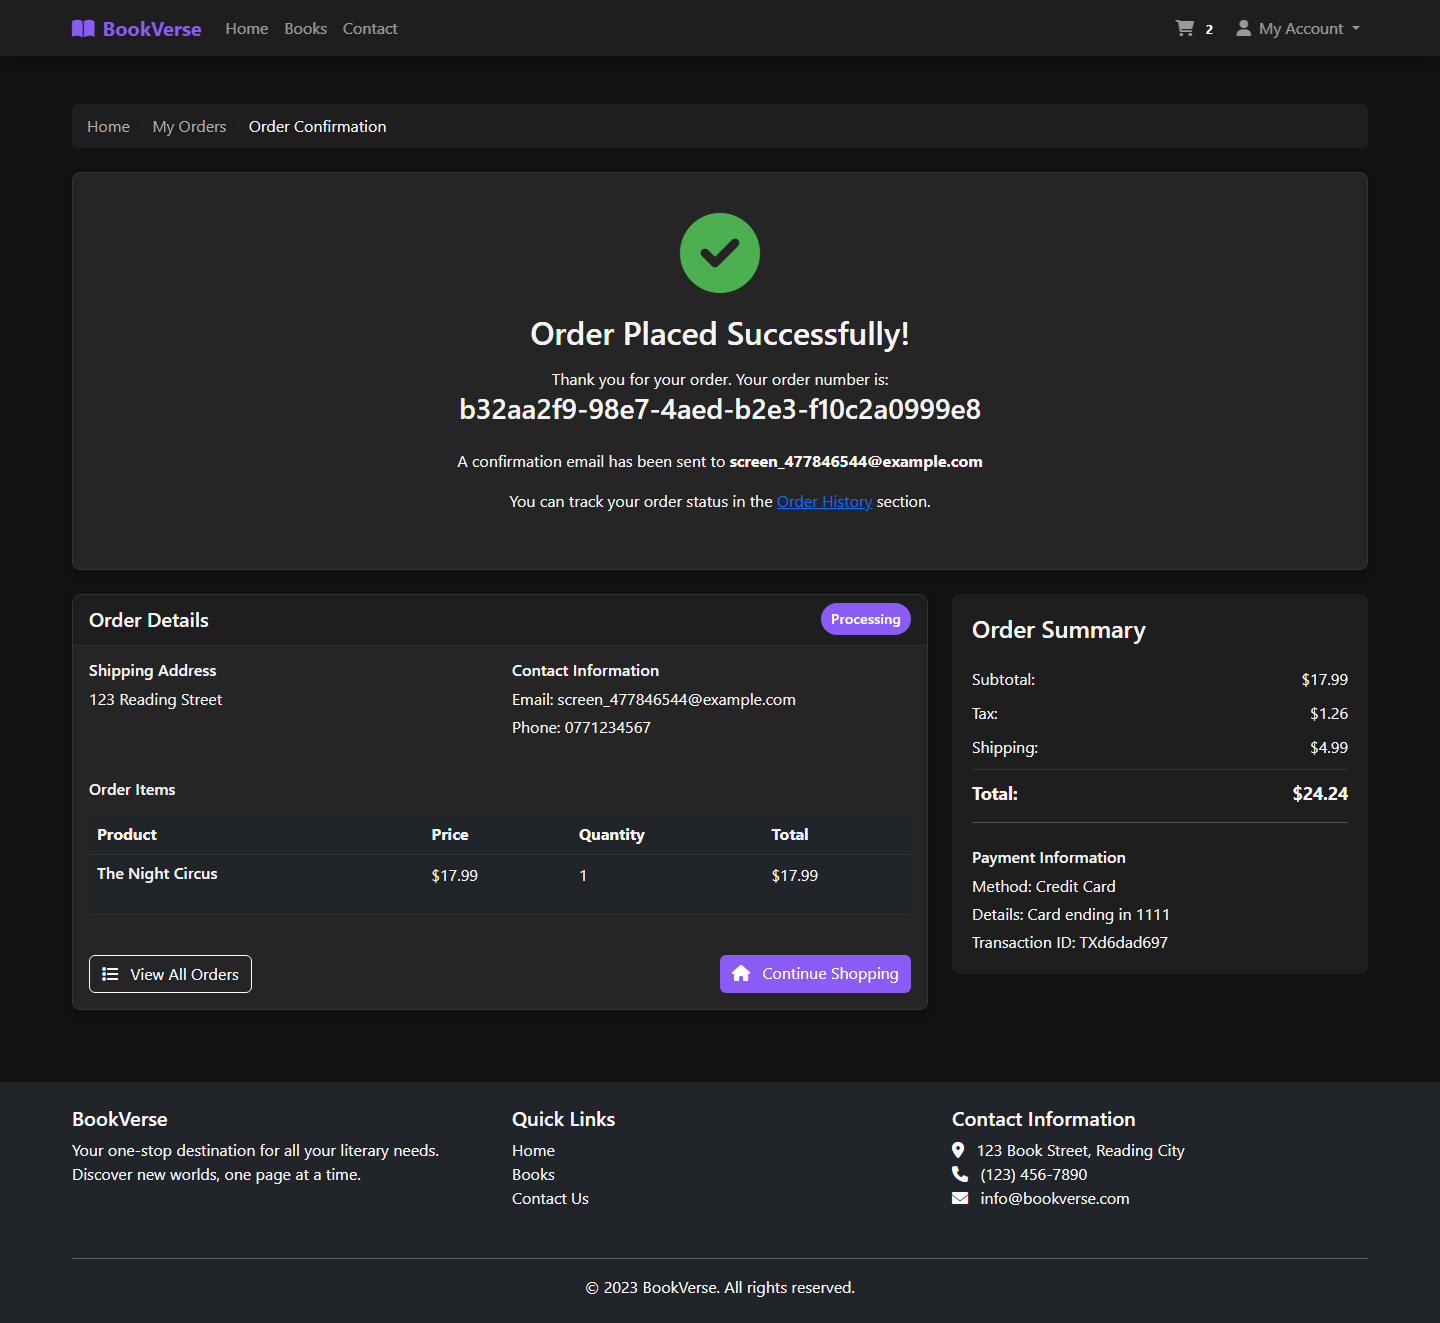 BookVerse Home Books Contact 2 My Account
Home My Orders Order Confirmation
Order Placed Successfully!
Thank you for your order. Your order number is:
b32aa2f9-98e7-4aed-b2e3-f10c2a0999e8
A confirmation email has been sent to screen_477846544@example.com
You can track your order status in the Order History section.
Order Details Processing
Shipping Address
123 Reading Street
Contact Information
Email: screen_477846544@example.com
Phone: 0771234567
Order Items
Product Price Quantity Total
The Night Circus $17.99 1 $17.99
View All Orders Continue Shopping
Order Summary
Subtotal: $17.99
Tax: $1.26
Shipping: $4.99
Total: $24.24
Payment Information
Method: Credit Card
Details: Card ending in 1111
Transaction ID: TXd6dad697
BookVerse
Your one-stop destination for all your literary needs.
Discover new worlds, one page at a time.
Quick Links
Home
Books
Contact Us
Contact Information
123 Book Street, Reading City
(123) 456-7890
info@bookverse.com
© 2023 BookVerse. All rights reserved.